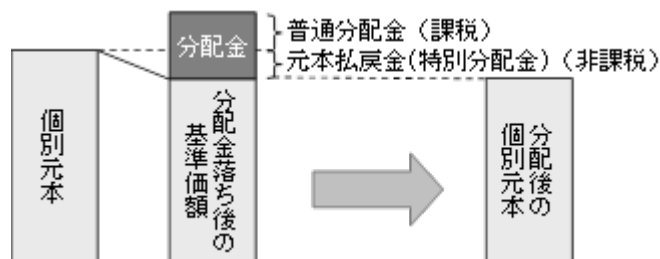 分配金
普通分配金（課税）
元本払戻金(特別分配金)（非課税）
個別元本
分配金落ち後の
基準価額
分配後の
個別元本